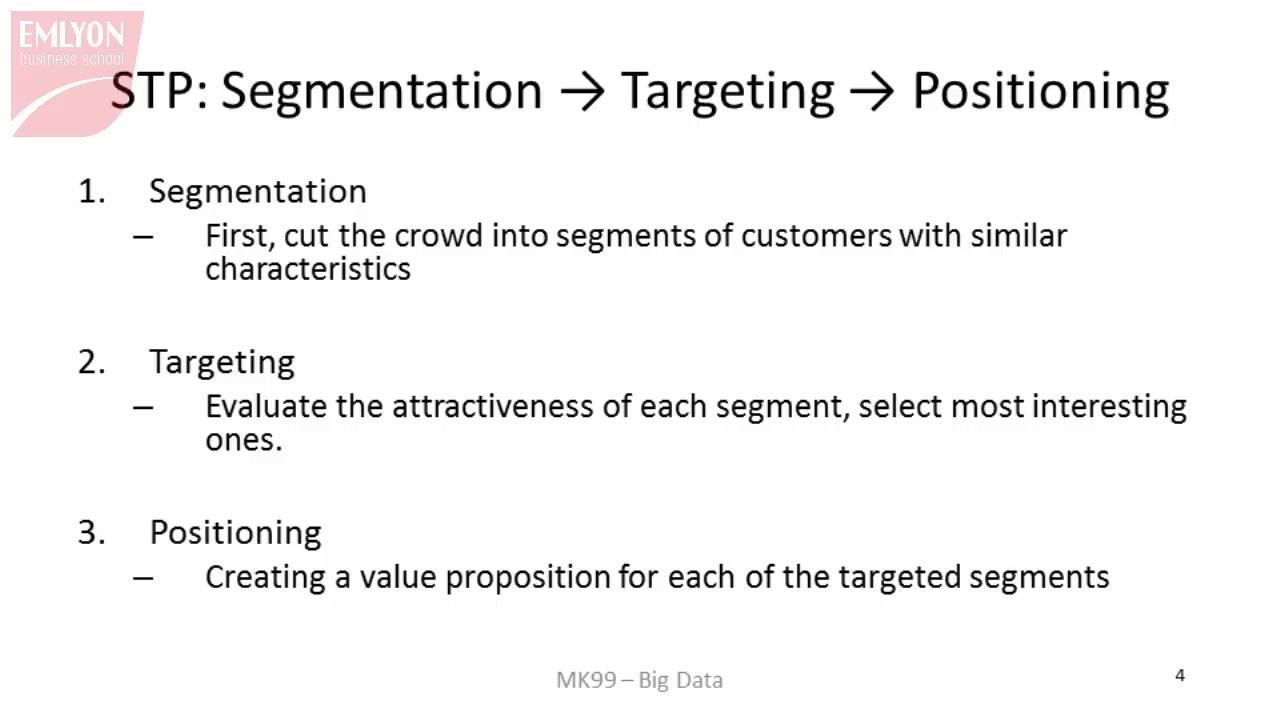 EMLYON
business school
STP: Segmentation → Targeting → Positioning
1. Segmentation
– First, cut the crowd into segments of customers with similar
characteristics
2. Targeting
– Evaluate the attractiveness of each segment, select most interesting
ones.
3. Positioning
– Creating a value proposition for each of the targeted segments
MK99 – Big Data
4